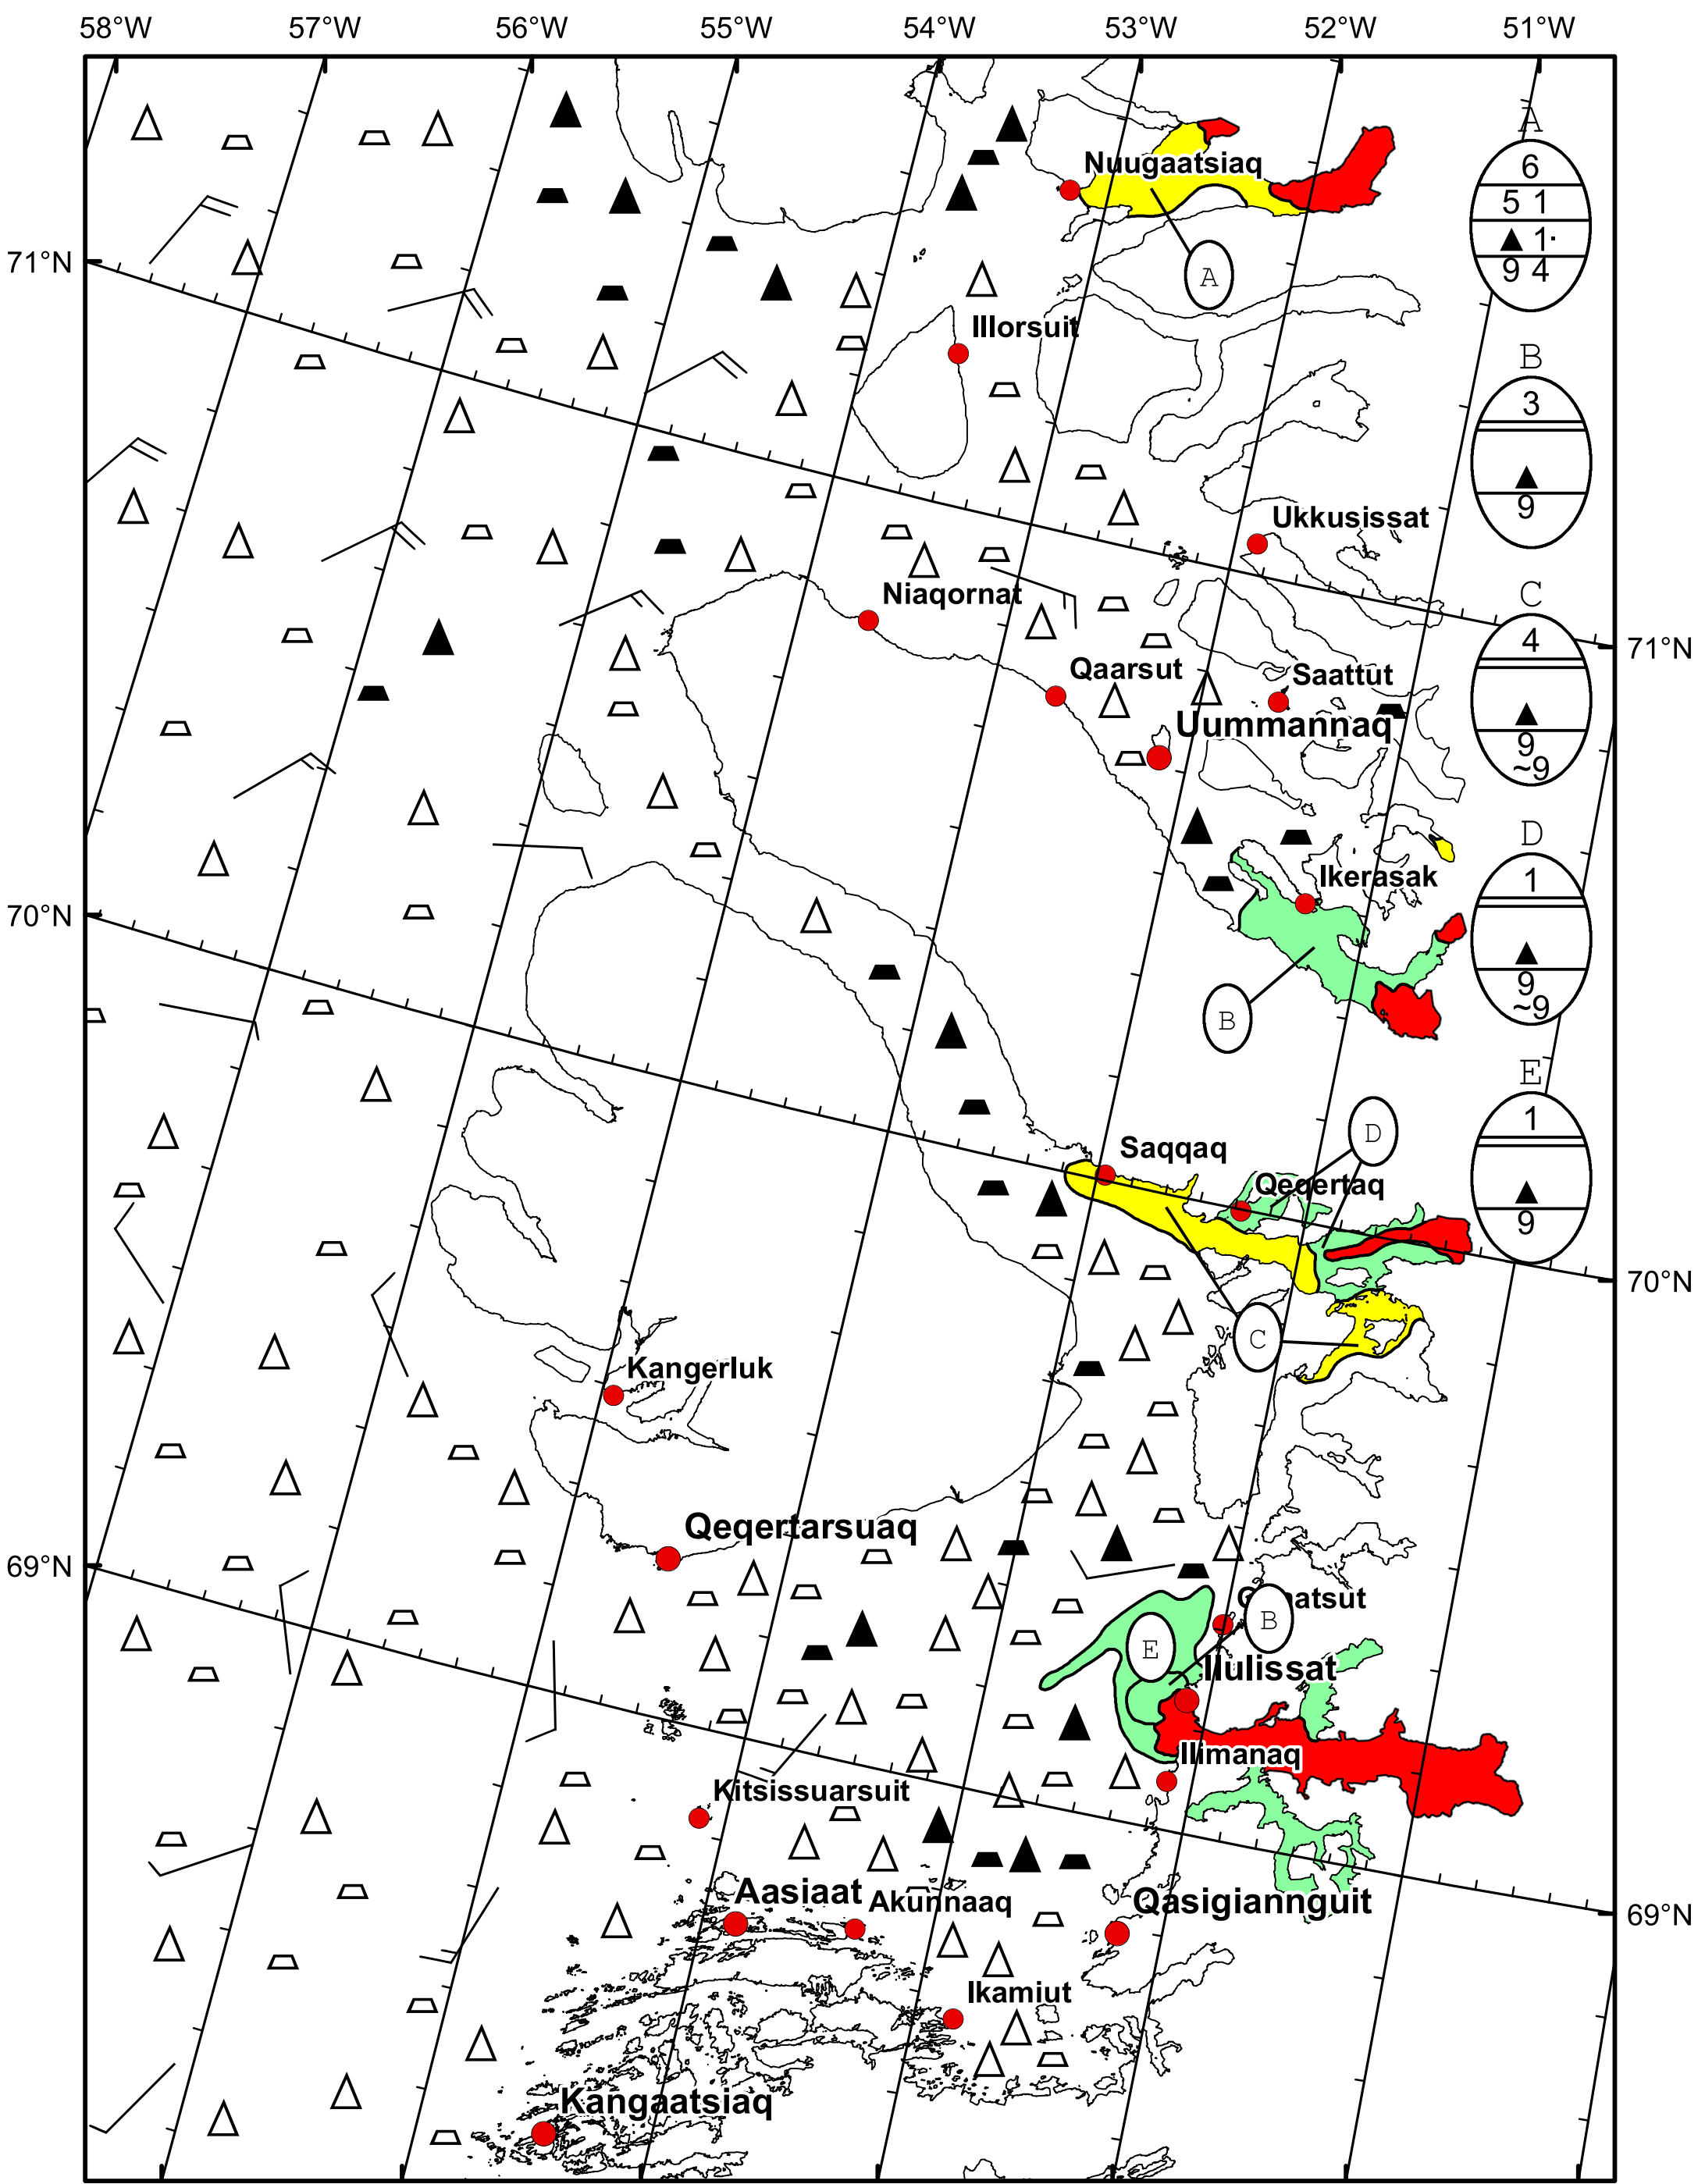 58°W 57°W 56°W 55°W 54°W 53°W 52°W 51°W
A
6
5 1
▲ 1·
9 4
Nuugaatsiaq
71°N
A
Illorsuit
B
3
▲
9
Ukkusissat
Niaqornat
C
4
▲
9
~9
71°N
Qaarsut
Saattut
Uummannaq
D
1
▲
9
~9
Ikerasak
70°N
B
E
1
▲
9
D
Saqqaq
Qeqertaq
70°N
C
Kangerluk
Qeqertarsuaq
69°N
B
E
Ilulissat
Ilimanaq
Kitsissuarsuit
Aasiaat
Akunnaaq
Qasigiannguit
69°N
Ikamiut
Kangaatsiaq